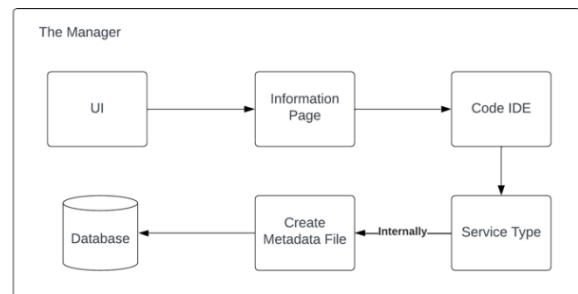 The Manager
UI
Information
Page
Code IDE
Database
Create
Metadata File
Internally
Service Type